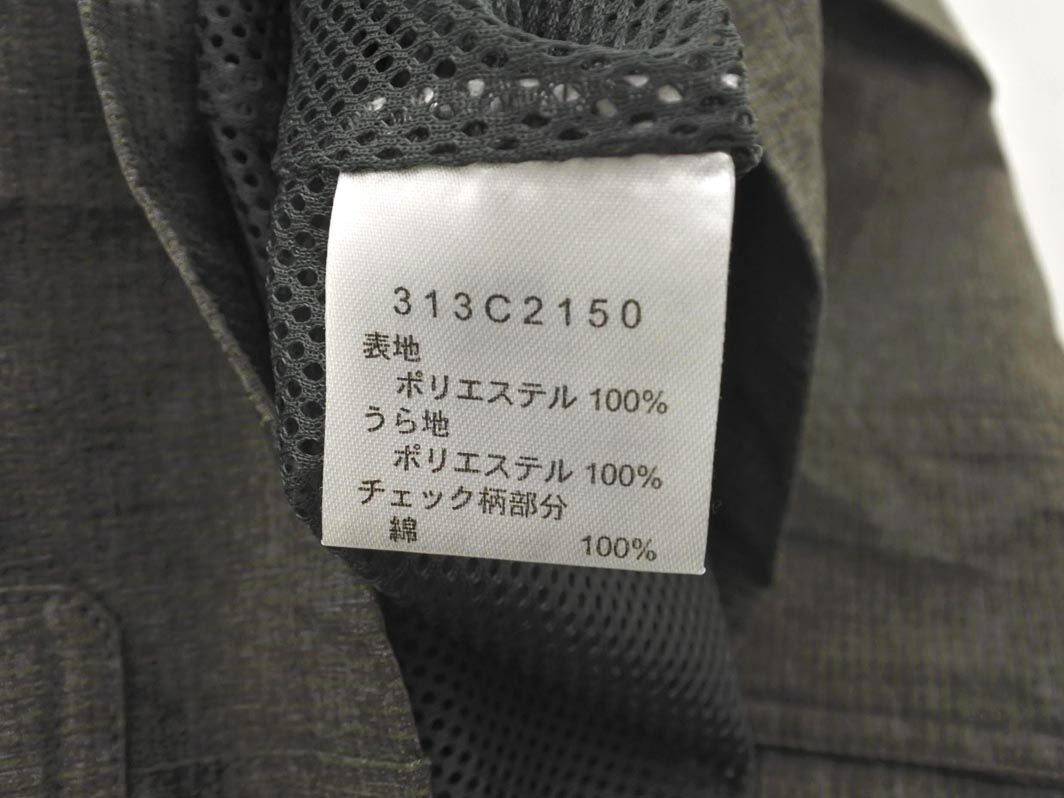 313C2150
表地
ポリエステル 100%
うら地
ポリエステル 100%
チェック柄部分
綿 100%